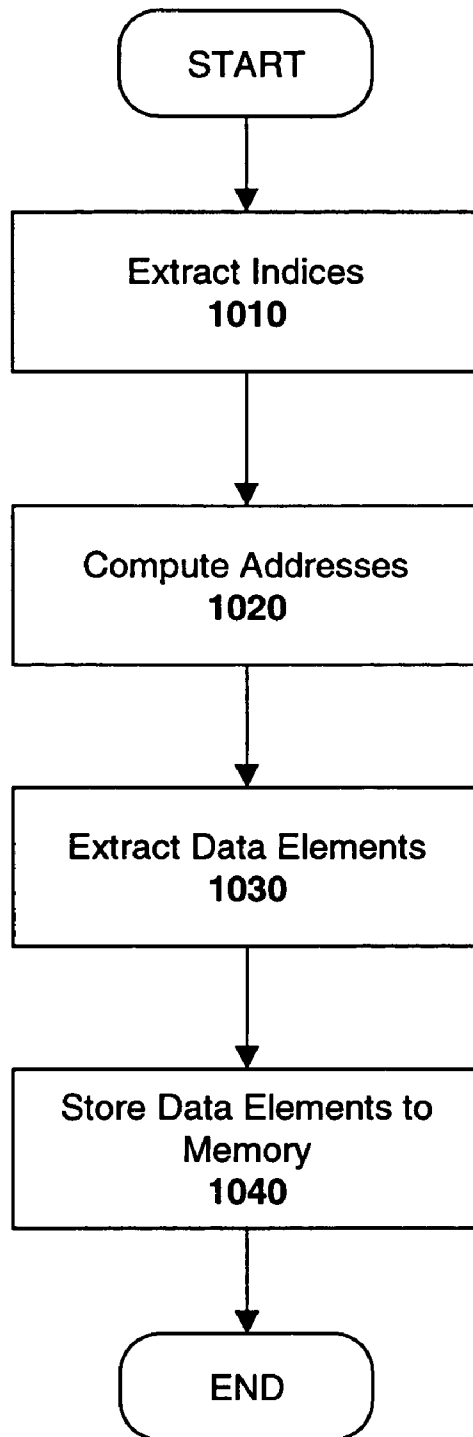 START
Extract Indices
1010
Compute Addresses
1020
Extract Data Elements
1030
Store Data Elements to
Memory
1040
END